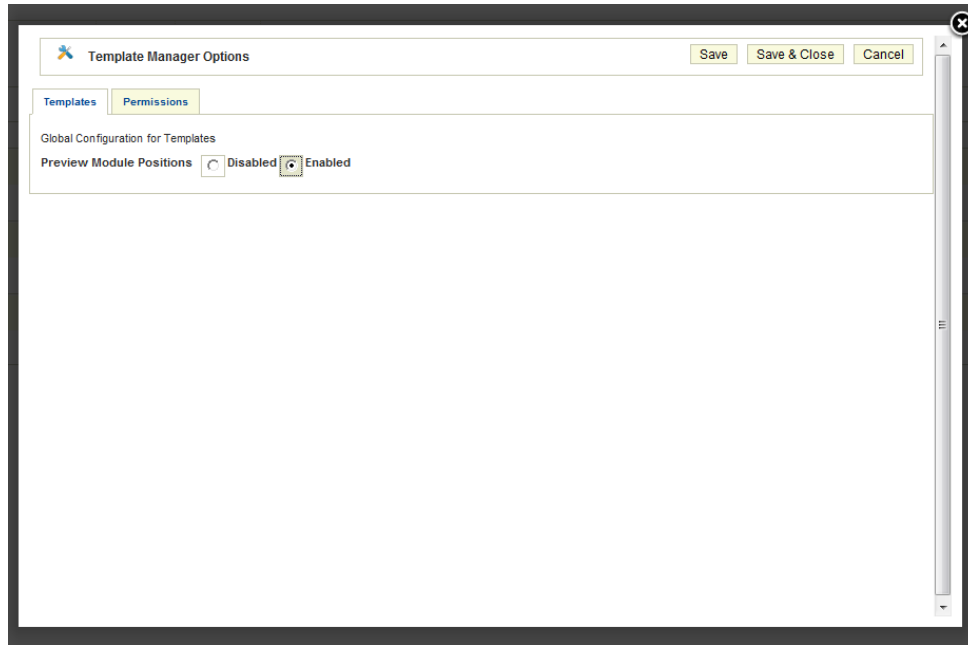 Template Manager Options Save Save & Close Cancel
Templates Permissions
Global Configuration for Templates
Preview Module Positions Disabled Enabled